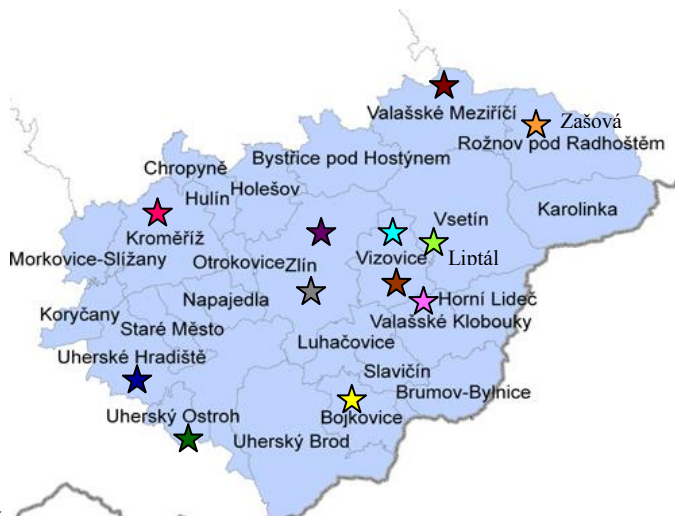 Valašské Meziříčí
Zašová
Rožnov pod Radhoštěm
Bystřice pod Hostýnem
Chropyně
Holešov
Hulín
Karolinka
Vsetín
Kroměříž
Morkovice-Slížany
Otrokovice
Zlín
Vizovice
Liptál
Napajedla
Horní Lideč
Koryčany
Valašské Klobouky
Staré Město
Luhačovice
Uherské Hradiště
Slavičín
Brumov-Bylnice
Uherský Ostroh
Bojkovice
Uherský Brod